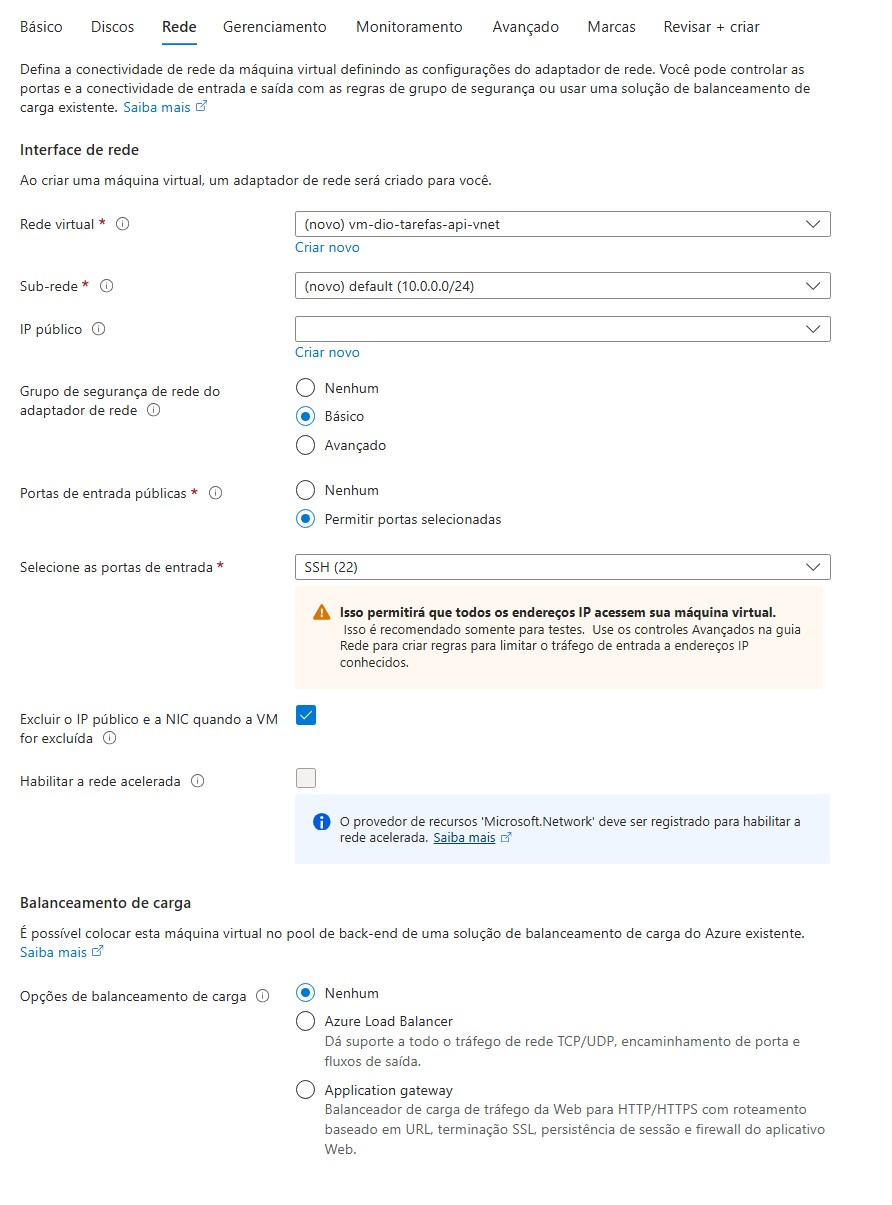 Básico Discos Rede Gerenciamento Monitoramento Avançado Marcas Revisar + criar
Defina a conectividade de rede da máquina virtual definindo as configurações do adaptador de rede. Você pode controlar as
portas e a conectividade de entrada e saída com as regras de grupo de segurança ou usar uma solução de balanceamento de
carga existente. Saiba mais
Interface de rede
Ao criar uma máquina virtual, um adaptador de rede será criado para você.
Rede virtual *
(novo) vm-dio-tarefas-api-vnet
Criar novo
Sub-rede *
(novo) default (10.0.0.0/24)
IP público
Criar novo
Grupo de segurança de rede do
adaptador de rede
Nenhum
Básico
Avançado
Portas de entrada públicas *
Nenhum
Permitir portas selecionadas
Selecione as portas de entrada *
SSH (22)
Isso permitirá que todos os endereços IP acessem sua máquina virtual.
Isso é recomendado somente para testes. Use os controles Avançados na guia
Rede para criar regras para limitar o tráfego de entrada a endereços IP
conhecidos.
Excluir o IP público e a NIC quando a VM
for excluída
Habilitar a rede acelerada
O provedor de recursos 'Microsoft.Network' deve ser registrado para habilitar a
rede acelerada. Saiba mais
Balanceamento de carga
É possível colocar esta máquina virtual no pool de back-end de uma solução de balanceamento de carga do Azure existente.
Saiba mais
Opções de balanceamento de carga
Nenhum
Azure Load Balancer
Dá suporte a todo o tráfego de rede TCP/UDP, encaminhamento de porta e
fluxos de saída.
Application gateway
Balanceador de carga de tráfego da Web para HTTP/HTTPS com roteamento
baseado em URL, terminação SSL, persistência de sessão e firewall do aplicativo
Web.